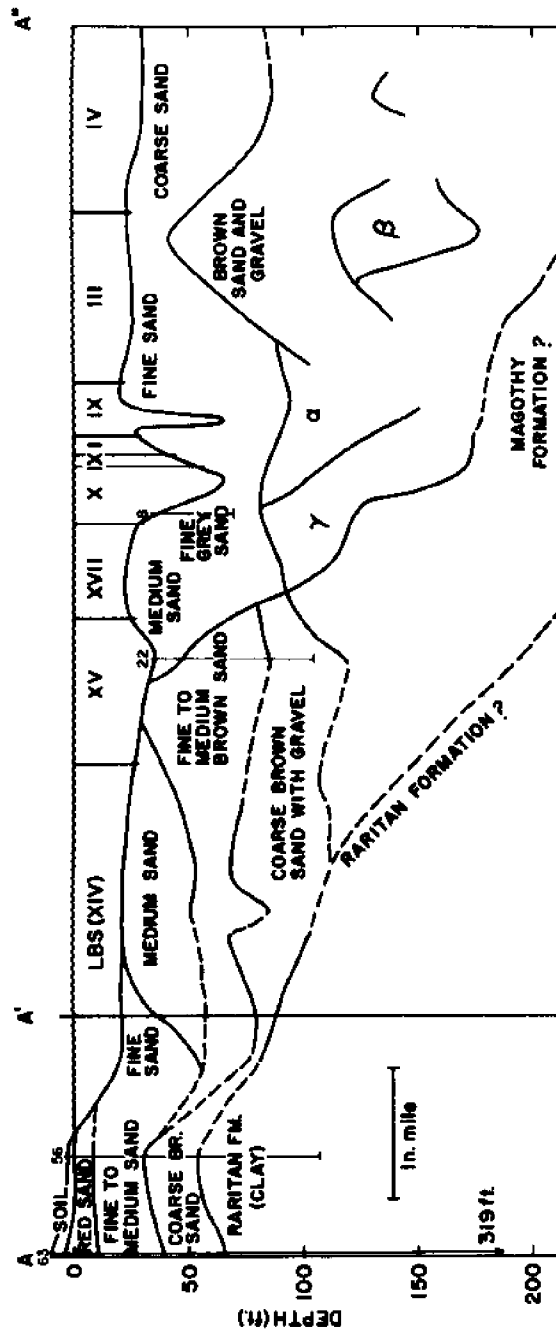 A
A'
A"
63
56
22
8
1
SOIL
RED SAND
FINE TO
MEDIUM SAND
COARSE BR.
SAND
RARITAN FM.
(CLAY)
319 ft.
LBS (XIV)
XV
XVII
X
IX
I
IX
III
IV
FINE
SAND
MEDIUM SAND
FINE TO
MEDIUM
BROWN SAND
MEDIUM
SAND
FINE GREY
SAND
FINE SAND
COARSE SAND
COARSE BROWN
SAND WITH GRAVEL
BROWN
SAND AND
GRAVEL
α
β
γ
RARITAN FORMATION ?
MAGOTHY
FORMATION ?
1n. mile
0
50
100
150
200
DEPTH (ft.)